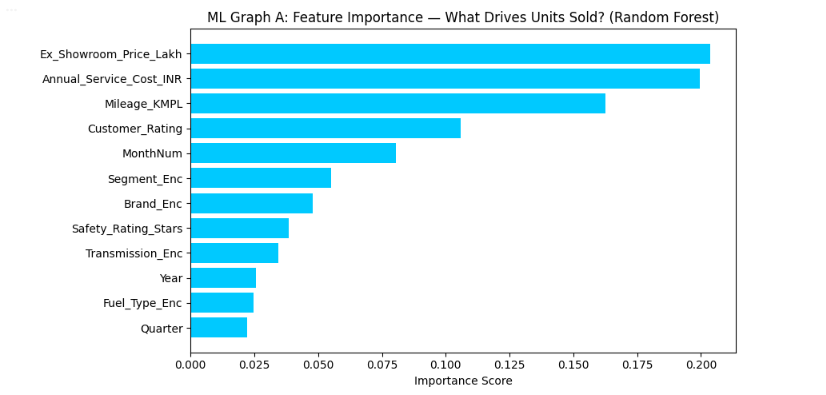 ML Graph A: Feature Importance — What Drives Units Sold? (Random Forest)
Ex_Showroom_Price_Lakh
Annual_Service_Cost_INR
Mileage_KMPL
Customer_Rating
MonthNum
Segment_Enc
Brand_Enc
Safety_Rating_Stars
Transmission_Enc
Year
Fuel_Type_Enc
Quarter
0.000 0.025 0.050 0.075 0.100 0.125 0.150 0.175 0.200
Importance Score